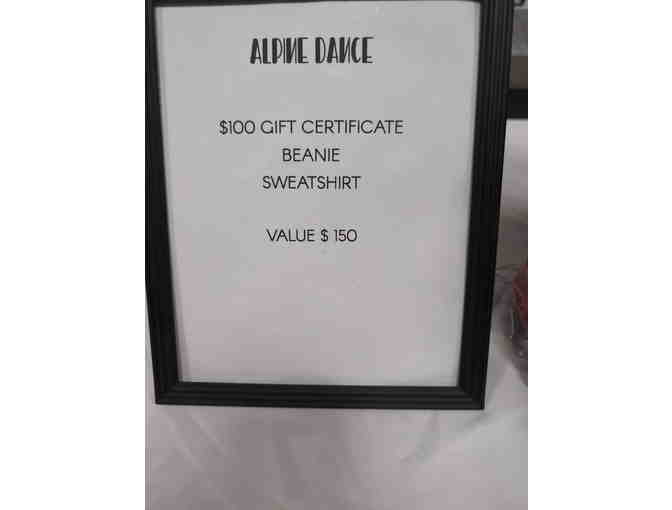 ALPINE DANCE
$100 GIFT CERTIFICATE
BEANIE
SWEATSHIRT
VALUE $ 150